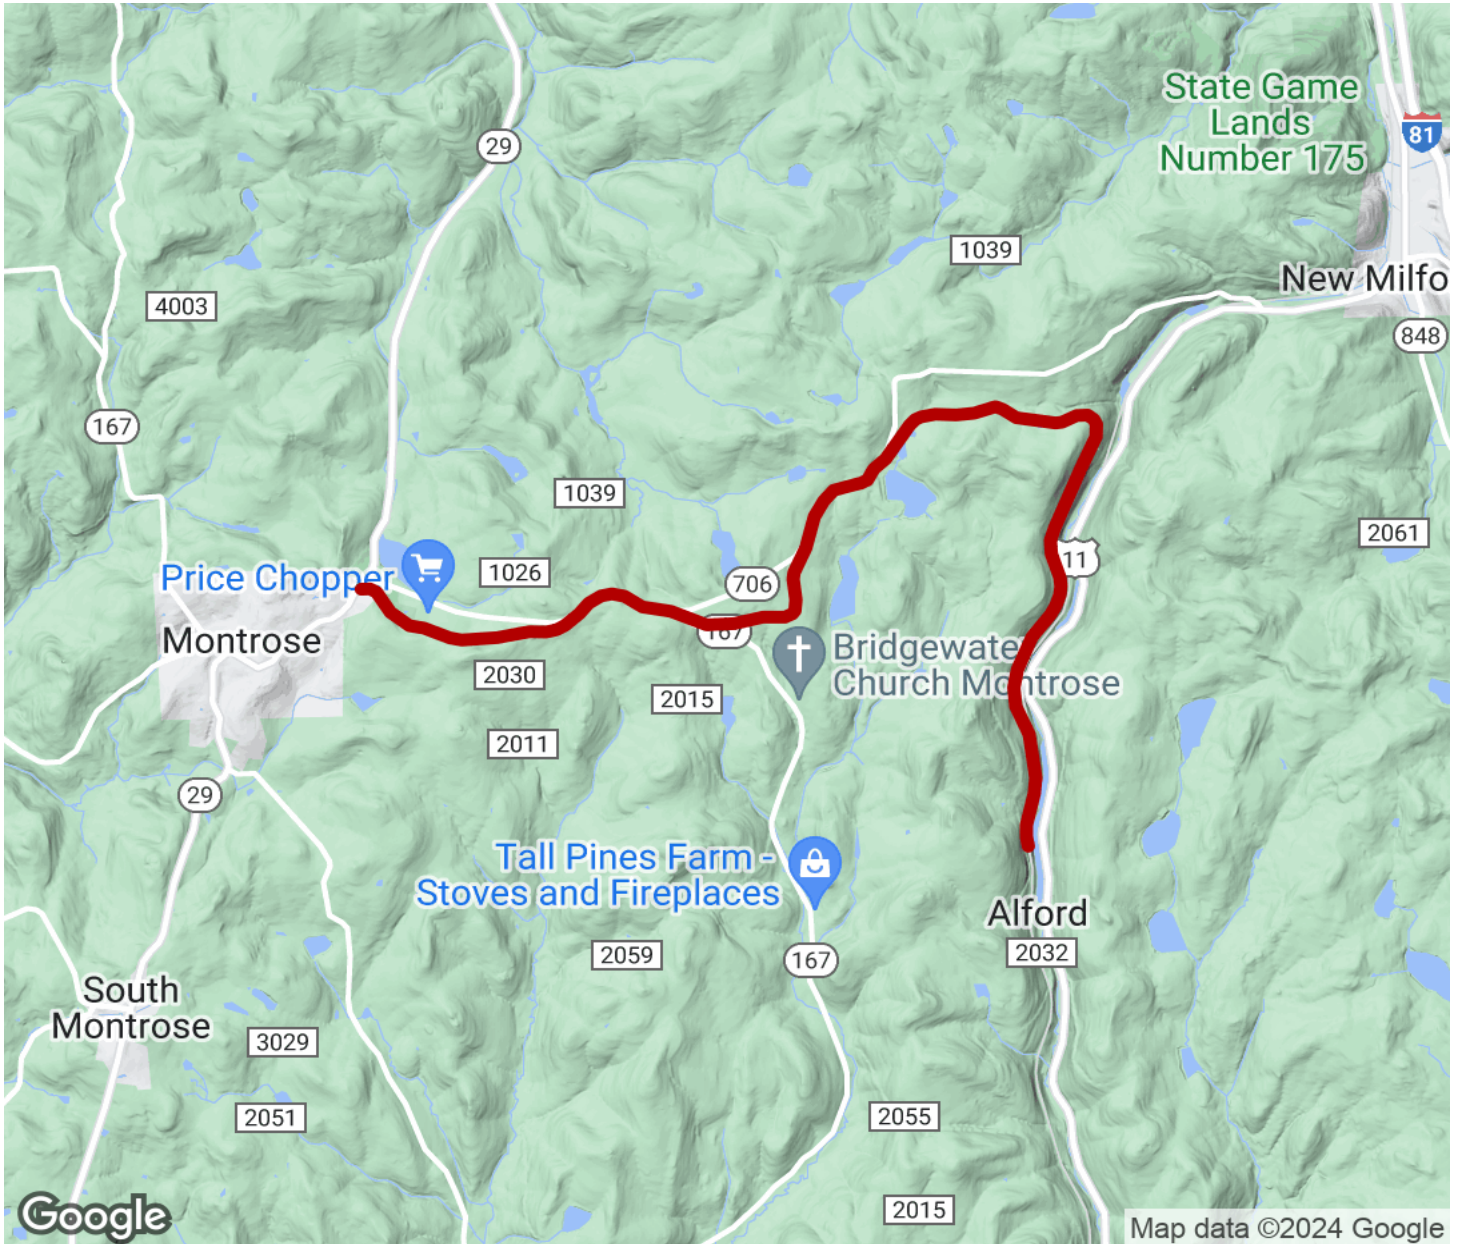 State Game
Lands
Number 175
81
29
1039
New Milfo
4003
848
167
1039
2061
11
Price Chopper
1026
706
167
Montrose
Bridgewate
Church Montrose
2030
2015
2011
29
Tall Pines Farm -
Stoves and Fireplaces
Alford
2059
167
2032
South
Montrose
3029
2051
2055
2015
Google
Map data ©2024 Google